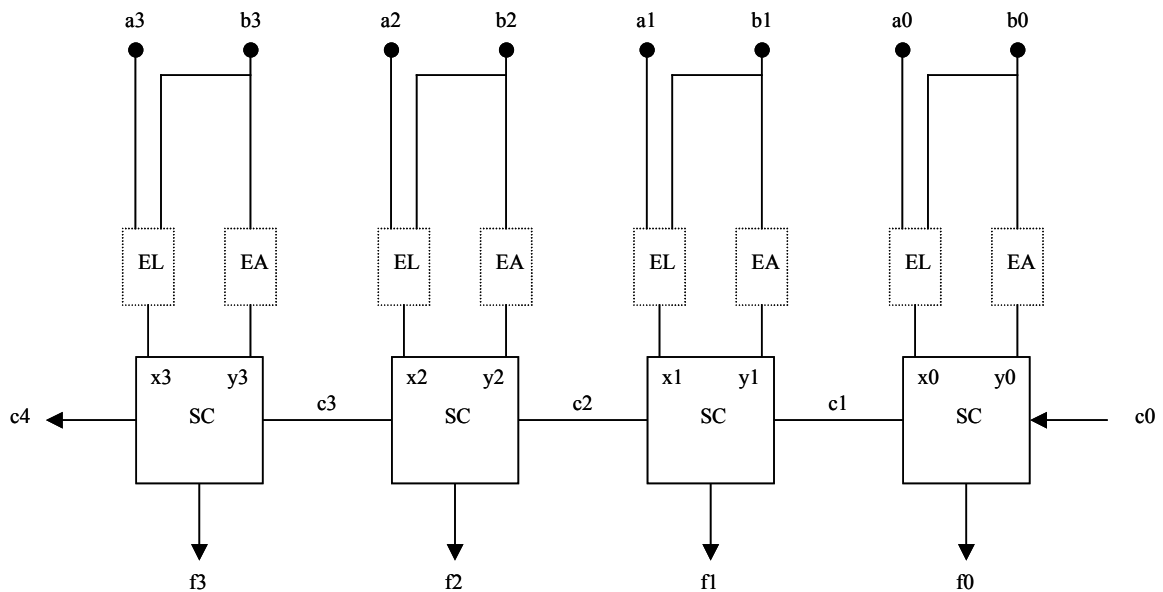 a3 b3 a2 b2 a1 b1 a0 b0
EL EA EL EA EL EA EL EA
x3 y3 x2 y2 x1 y1 x0 y0
c4 SC c3 SC c2 SC c1 SC c0
f3 f2 f1 f0